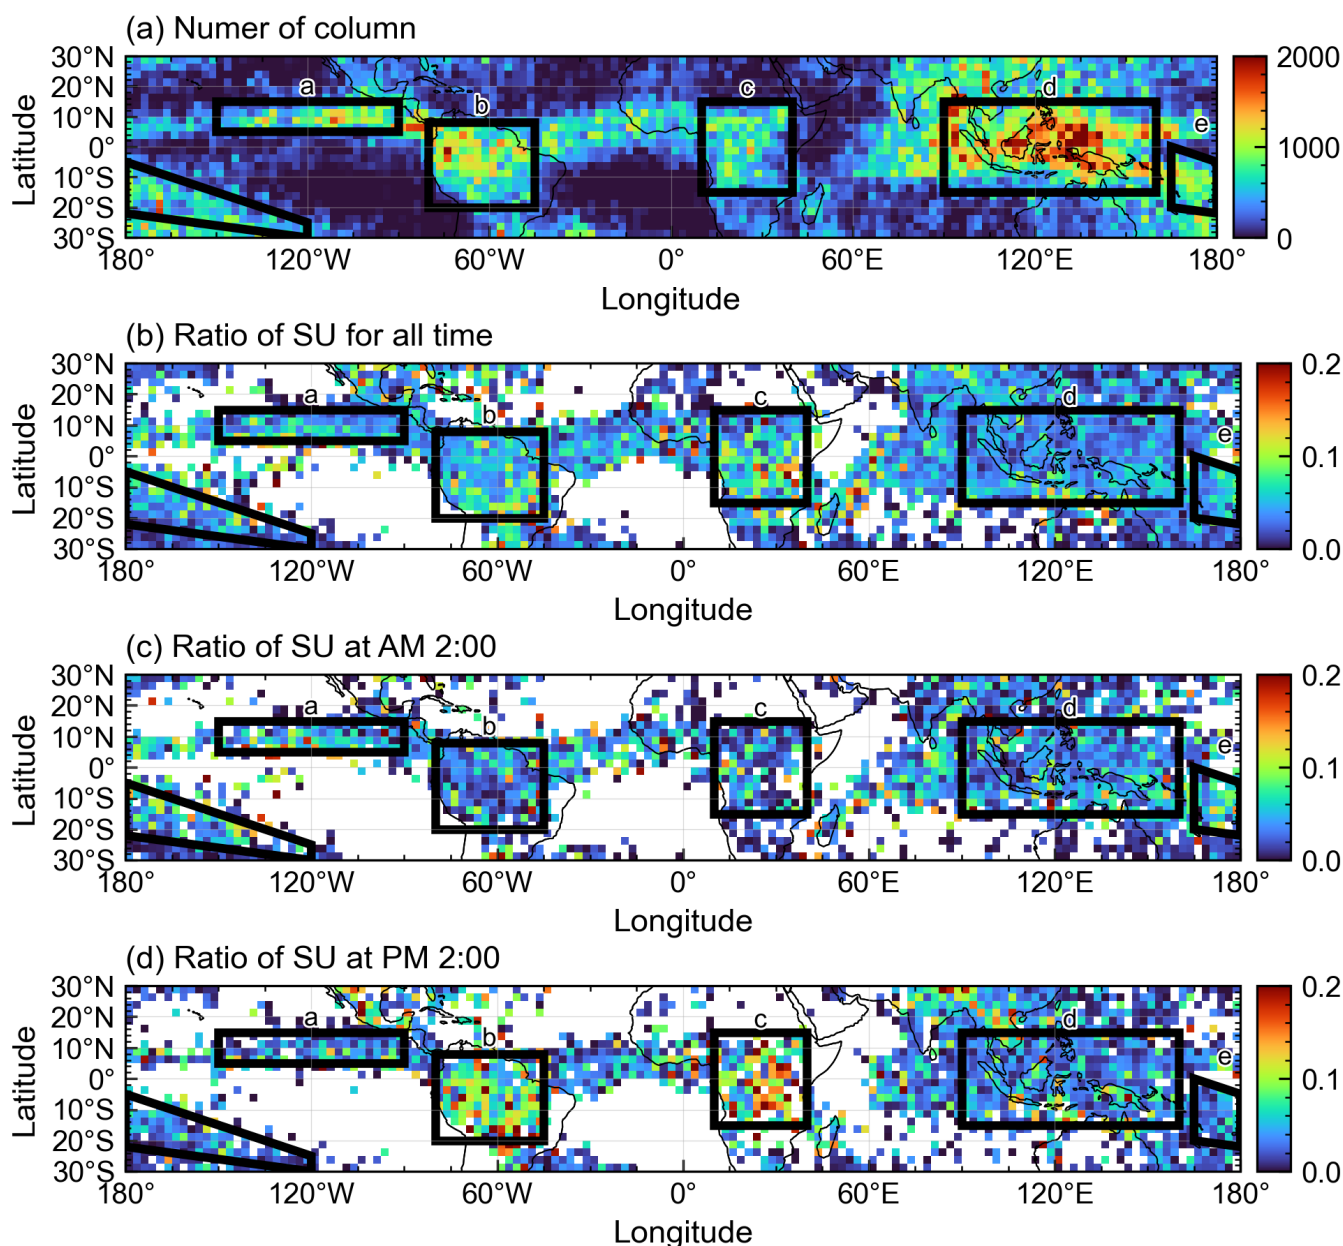 (a) Numer of column
30°N
20°N
10°N
0°
10°S
20°S
30°S
Latitude
a
b
c
d
e
2000
1000
0
180° 120°W 60°W 0° 60°E 120°E 180°
Longitude
(b) Ratio of SU for all time
30°N
20°N
10°N
0°
10°S
20°S
30°S
Latitude
a
b
c
d
e
0.2
0.1
0.0
180° 120°W 60°W 0° 60°E 120°E 180°
Longitude
(c) Ratio of SU at AM 2:00
30°N
20°N
10°N
0°
10°S
20°S
30°S
Latitude
a
b
c
d
e
0.2
0.1
0.0
180° 120°W 60°W 0° 60°E 120°E 180°
Longitude
(d) Ratio of SU at PM 2:00
30°N
20°N
10°N
0°
10°S
20°S
30°S
Latitude
a
b
c
d
e
0.2
0.1
0.0
180° 120°W 60°W 0° 60°E 120°E 180°
Longitude